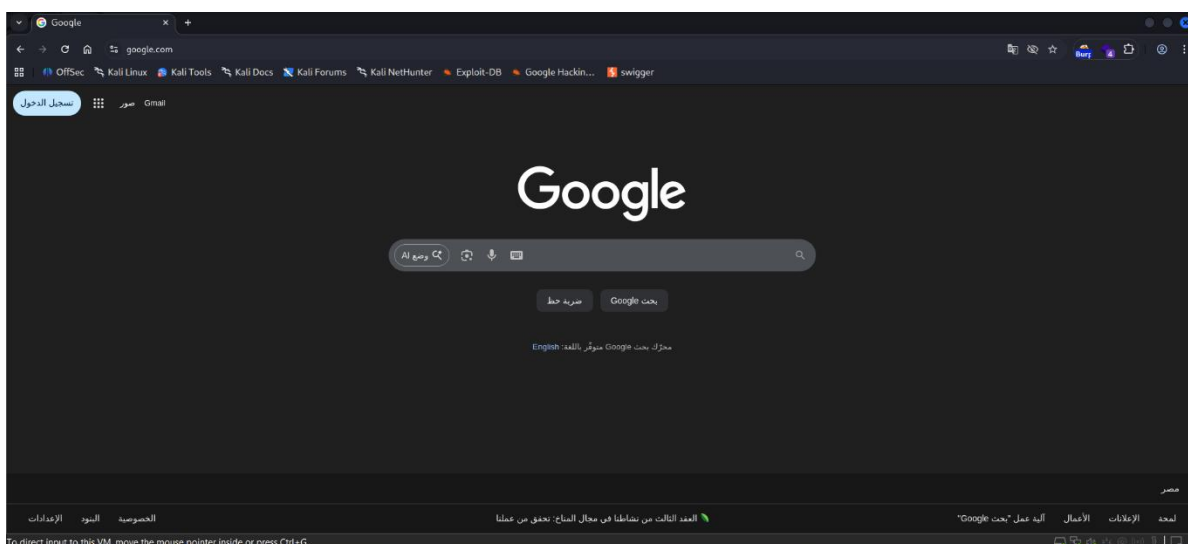 Google
google.com
OffSec Kali Linux Kali Tools Kali Docs Kali Forums Kali NetHunter Exploit-DB Google Hackin... swigger
Gmail صور تسجيل الدخول
Google
وضع AI
بحث Google ضربة حظ
محرّك بحث Google متوفّر باللغة: English
مصر
لمحة الإعلانات الأعمال آلية عمل "بحث Google" العقد الثالث من نشاطنا في مجال المناخ: تحقق من عملنا الخصوصية البنود الإعدادات
To direct input to this VM, move the mouse pointer inside or press Ctrl+G.